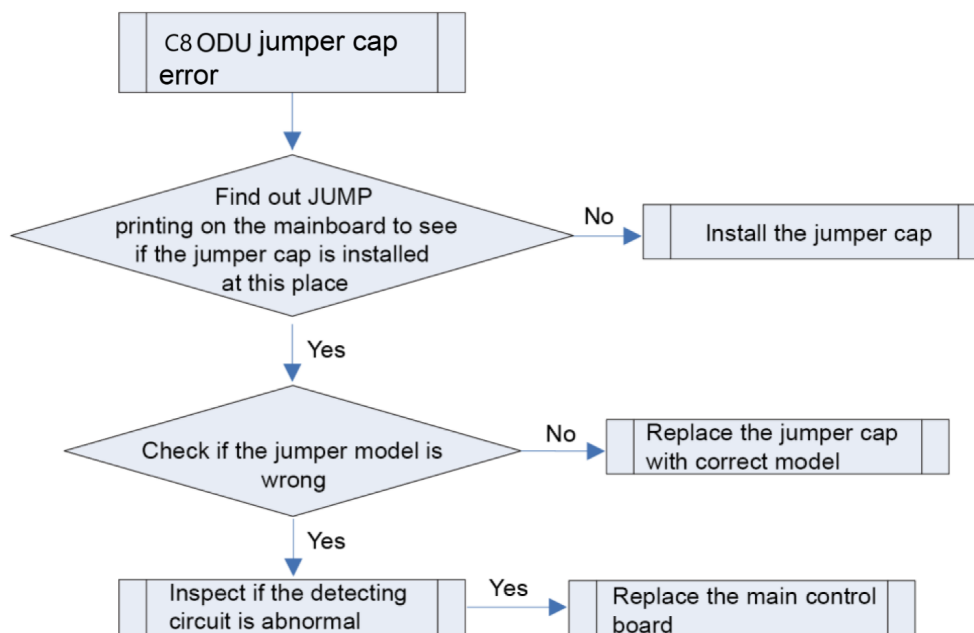 C8 ODU jumper cap
error
Find out JUMP
printing on the mainboard to see
if the jumper cap is installed
at this place
No
Install the jumper cap
Yes
Check if the jumper model is
wrong
No
Replace the jumper cap
with correct model
Yes
Inspect if the detecting
circuit is abnormal
Yes
Replace the main control
board